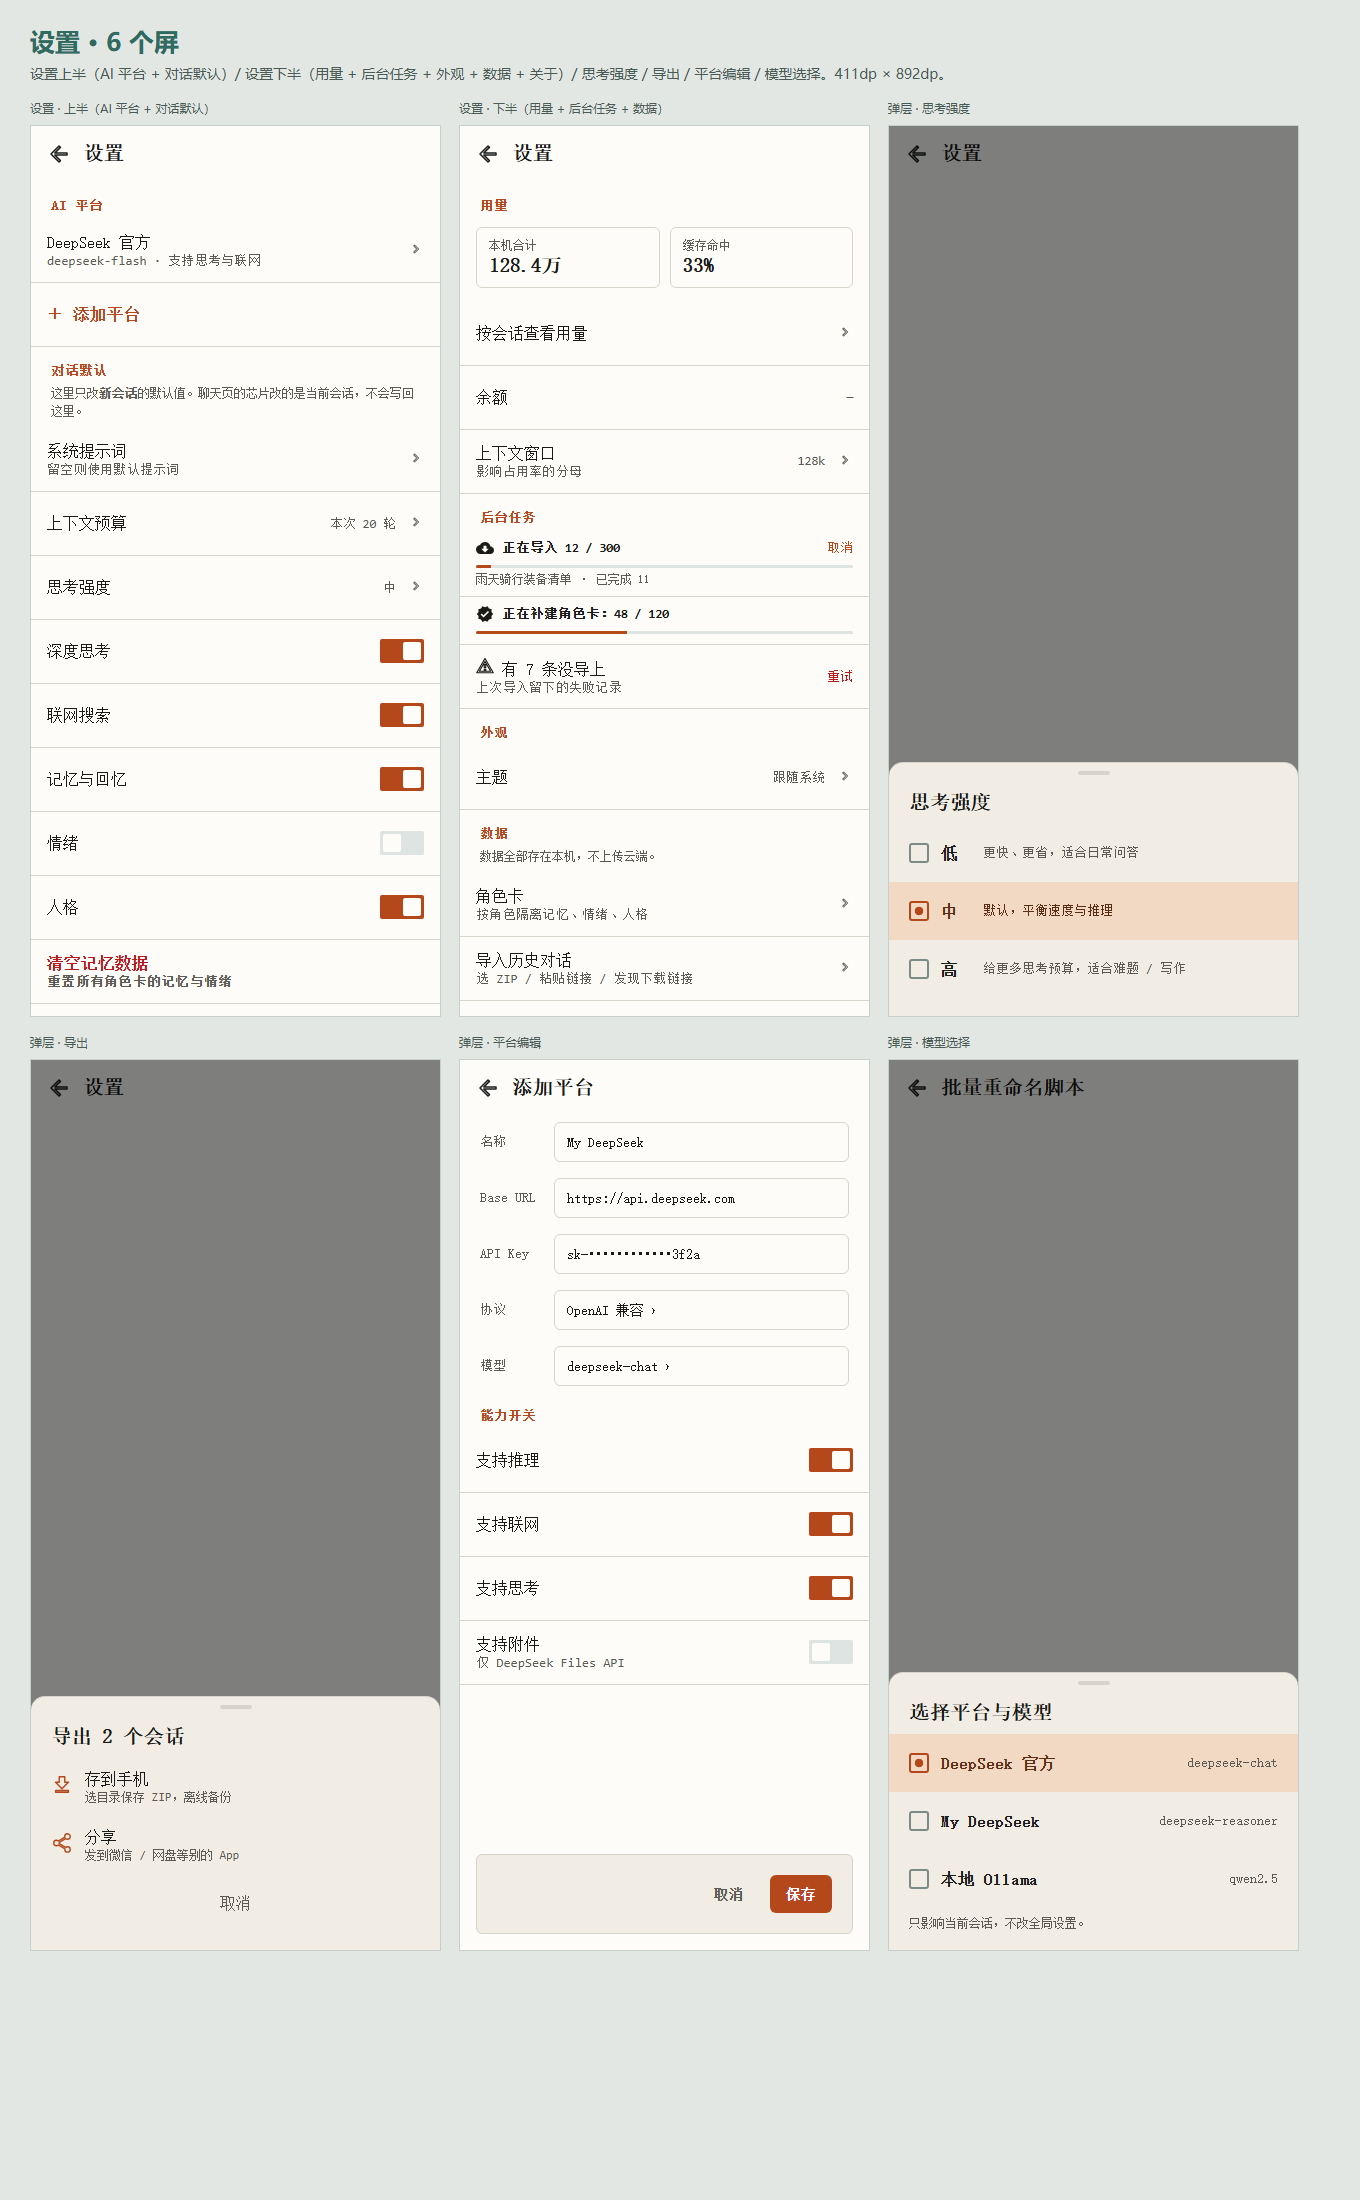 设置 · 6 个屏
设置上半（AI 平台 + 对话默认）/ 设置下半（用量 + 后台任务 + 外观 + 数据 + 关于）/ 思考强度 / 导出 / 平台编辑 / 模型选择。411dp × 892dp。
设置 · 上半（AI 平台 + 对话默认）
设置
AI 平台
DeepSeek 官方
deepseek-flash · 支持思考与联网
+ 添加平台
对话默认
这里只改新会话的默认值。聊天页的芯片改的是当前会话，不会写回
这里。
系统提示词
留空则使用默认提示词
上下文预算 本次 20 轮
思考强度 中
深度思考
联网搜索
记忆与回忆
情绪
人格
清空记忆数据
重置所有角色卡的记忆与情绪
设置 · 下半（用量 + 后台任务 + 数据）
设置
用量
本机合计
128.4万
缓存命中
33%
按会话查看用量
余额 —
上下文窗口
影响占用率的分母
128k
后台任务
正在导入 12 / 300 取消
雨天骑行装备清单 · 已完成 11
正在补建角色卡：48 / 120
有 7 条没导上
上次导入留下的失败记录
重试
外观
主题 跟随系统
数据
数据全部存在本机，不上传云端。
角色卡
按角色隔离记忆、情绪、人格
导入历史对话
选 ZIP / 粘贴链接 / 发现下载链接
弹层 · 思考强度
设置
思考强度
低 更快、更省，适合日常问答
中 默认，平衡速度与推理
高 给更多思考预算，适合难题 / 写作
弹层 · 导出
设置
导出 2 个会话
存到手机
选目录保存 ZIP，离线备份
分享
发到微信 / 网盘等别的 App
取消
弹层 · 平台编辑
添加平台
名称 My DeepSeek
Base URL https://api.deepseek.com
API Key sk-••••••••••••3f2a
协议 OpenAI 兼容 ›
模型 deepseek-chat ›
能力开关
支持推理
支持联网
支持思考
支持附件
仅 DeepSeek Files API
取消 保存
弹层 · 模型选择
批量重命名脚本
选择平台与模型
DeepSeek 官方 deepseek-chat
My DeepSeek deepseek-reasoner
本地 Ollama qwen2.5
只影响当前会话，不改全局设置。